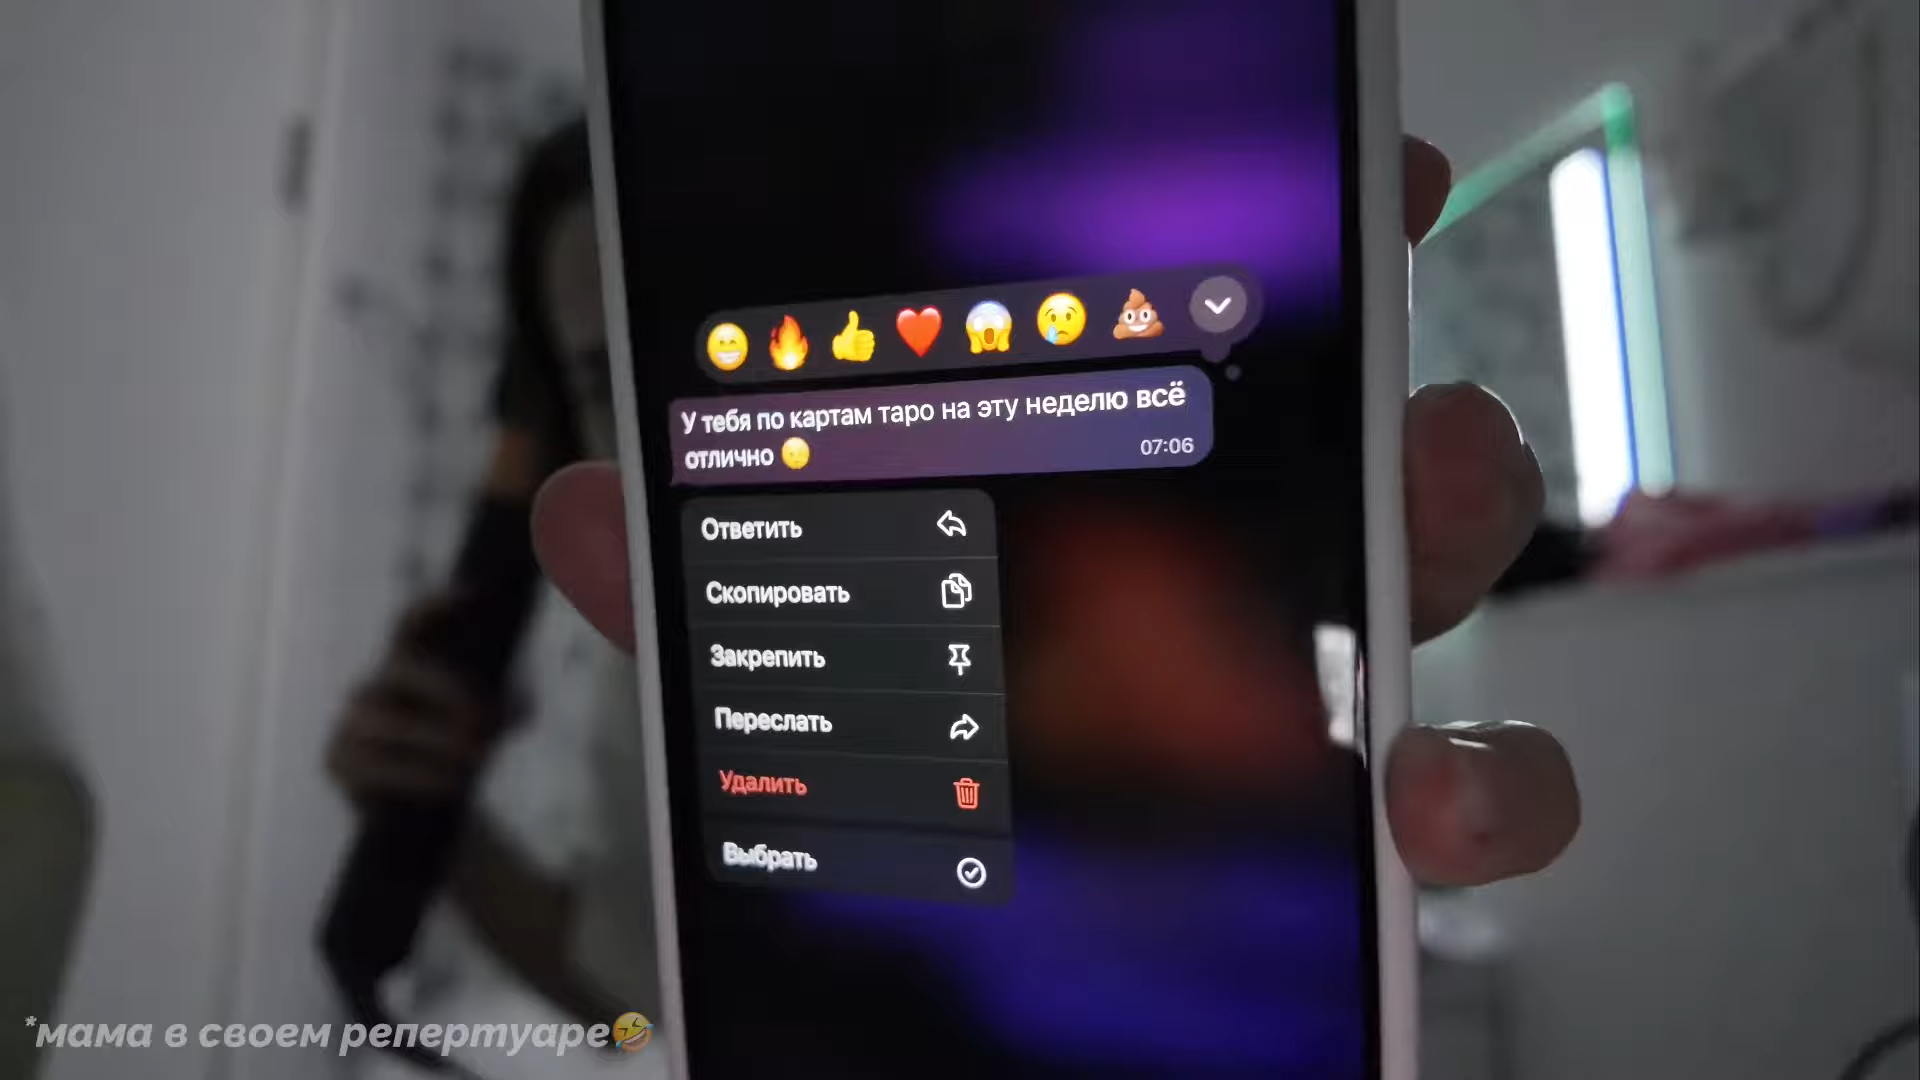 У тебя по картам таро на эту неделю всё
отлично 😉
07:06
Ответить
Скопировать
Закрепить
Переслать
Удалить
Выбрать
*мама в своем репертуаре🤣